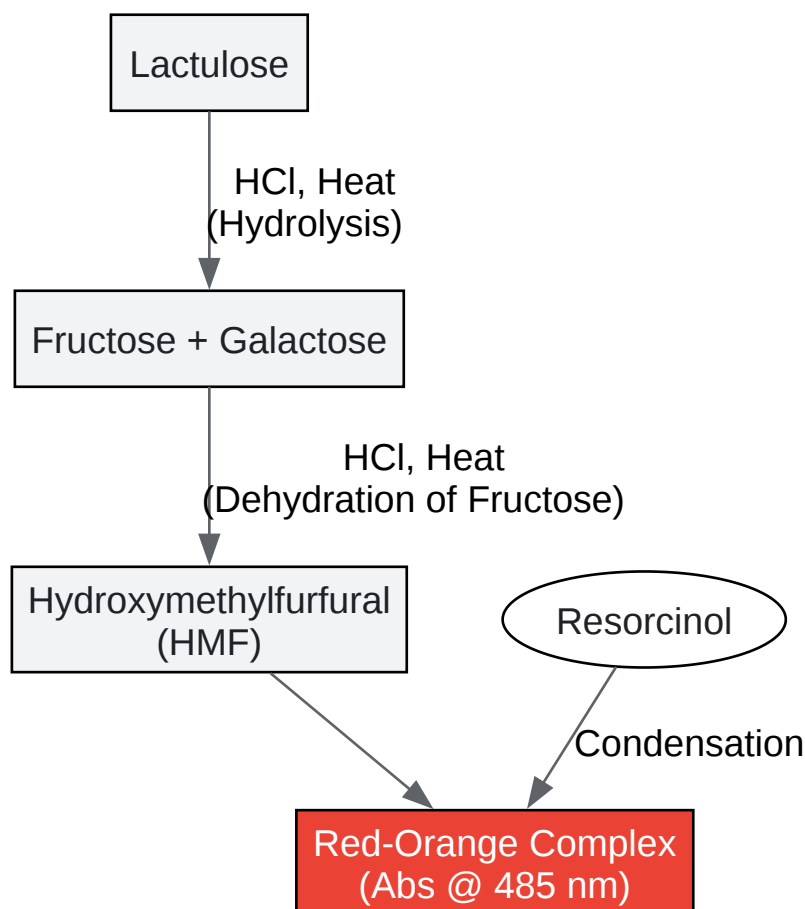 Lactulose
HCl, Heat
(Hydrolysis)
Fructose + Galactose
HCl, Heat
(Dehydration of Fructose)
Hydroxymethylfurfural
(HMF)
Resorcinol
Condensation
Red-Orange Complex
(Abs @ 485 nm)